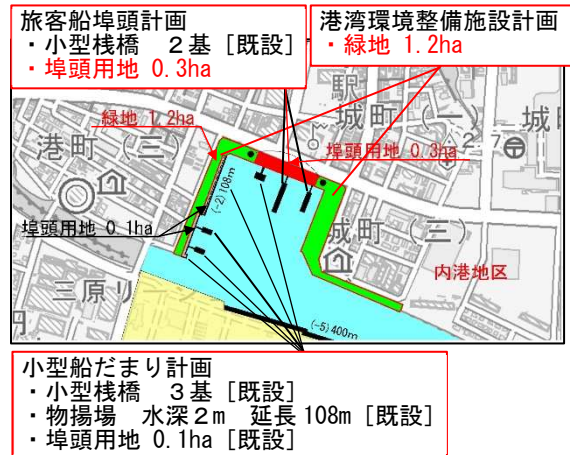 旅客船埠頭計画
・小型桟橋　２基［既設］
・埠頭用地 0.3ha
港湾環境整備施設計画
・緑地 1.2ha
駅
城町（一）
城町
港町（三）
緑地 1.2ha
埠頭用地 0.3ha
27
(-2)108m
埠頭用地 0.1ha
城町（三）
内港地区
三原リ
(-5)400m
小型船だまり計画
・小型桟橋　３基［既設］
・物揚場　水深２ｍ　延長108m［既設］
・埠頭用地 0.1ha［既設］